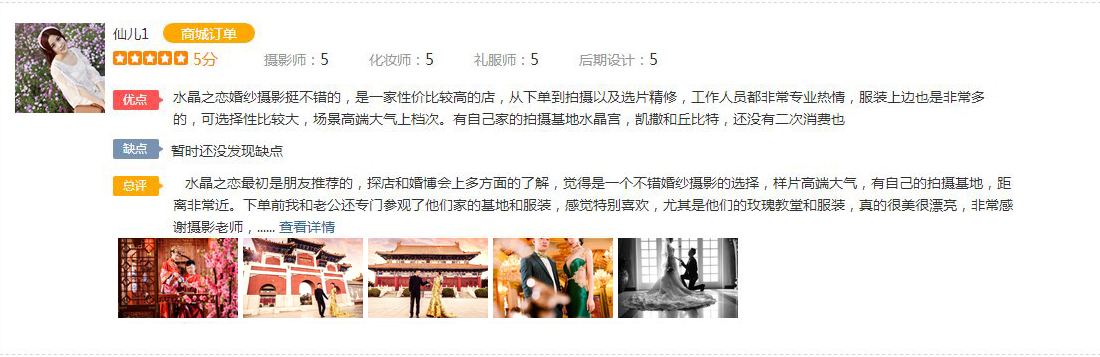 仙儿1 商城订单
5分 摄影师：5 化妆师：5 礼服师：5 后期设计：5
优点 水晶之恋婚纱摄影挺不错的，是一家性价比较高的店，从下单到拍摄以及选片精修，工作人员都非常专业热情，服装上边也是非常多
的，可选择性比较大，场景高端大气上档次。有自己家的拍摄基地水晶宫，凯撒和丘比特，还没有二次消费也
缺点 暂时还没发现缺点
总评 水晶之恋最初是朋友推荐的，探店和婚博会上多方面的了解，觉得是一个不错婚纱摄影的选择，样片高端大气，有自己的拍摄基地，距
离非常近。下单前我和老公还专门参观了他们家的基地和服装，感觉特别喜欢，尤其是他们的玫瑰教堂和服装，真的很美很漂亮，非常感
谢摄影老师，...... 查看详情